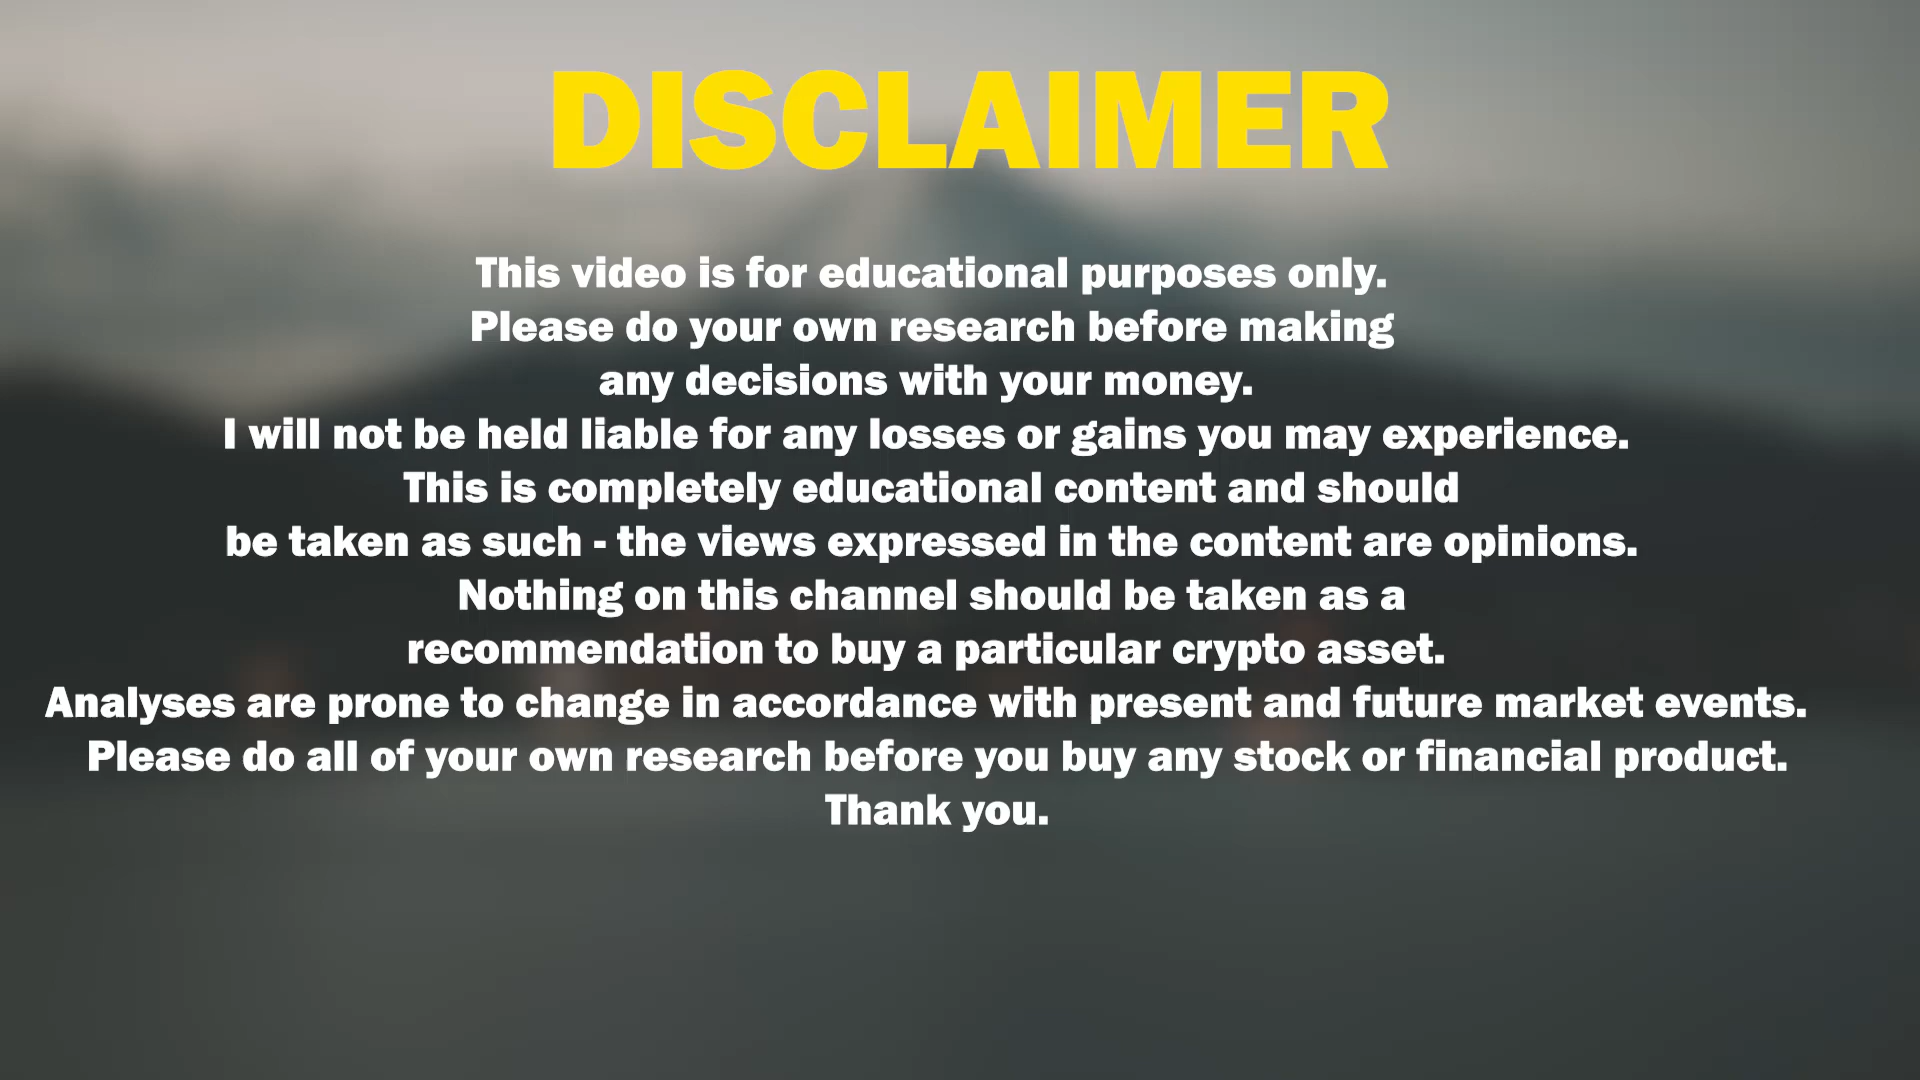 DISCLAIMER
This video is for educational purposes only.
Please do your own research before making
any decisions with your money.
I will not be held liable for any losses or gains you may experience.
This is completely educational content and should
be taken as such - the views expressed in the content are opinions.
Nothing on this channel should be taken as a
recommendation to buy a particular crypto asset.
Analyses are prone to change in accordance with present and future market events.
Please do all of your own research before you buy any stock or financial product.
Thank you.